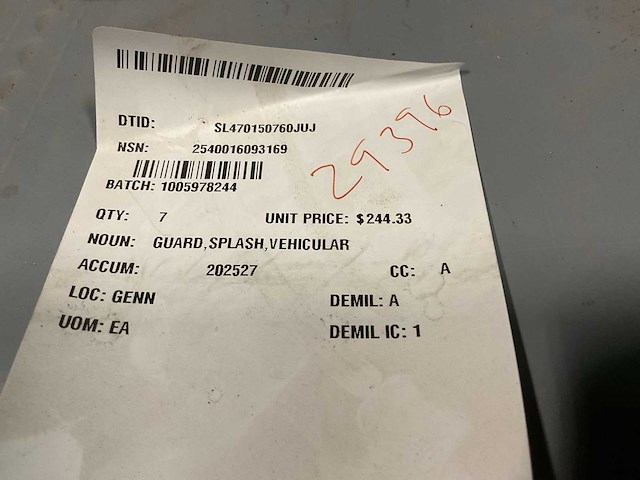 DTID: SL470150760JUJ
NSN: 2540016093169
29396
BATCH: 1005978244
QTY: 7 UNIT PRICE: $244.33
NOUN: GUARD,SPLASH,VEHICULAR
ACCUM: 202527 CC: A
LOC: GENN DEMIL: A
UOM: EA DEMIL IC: 1